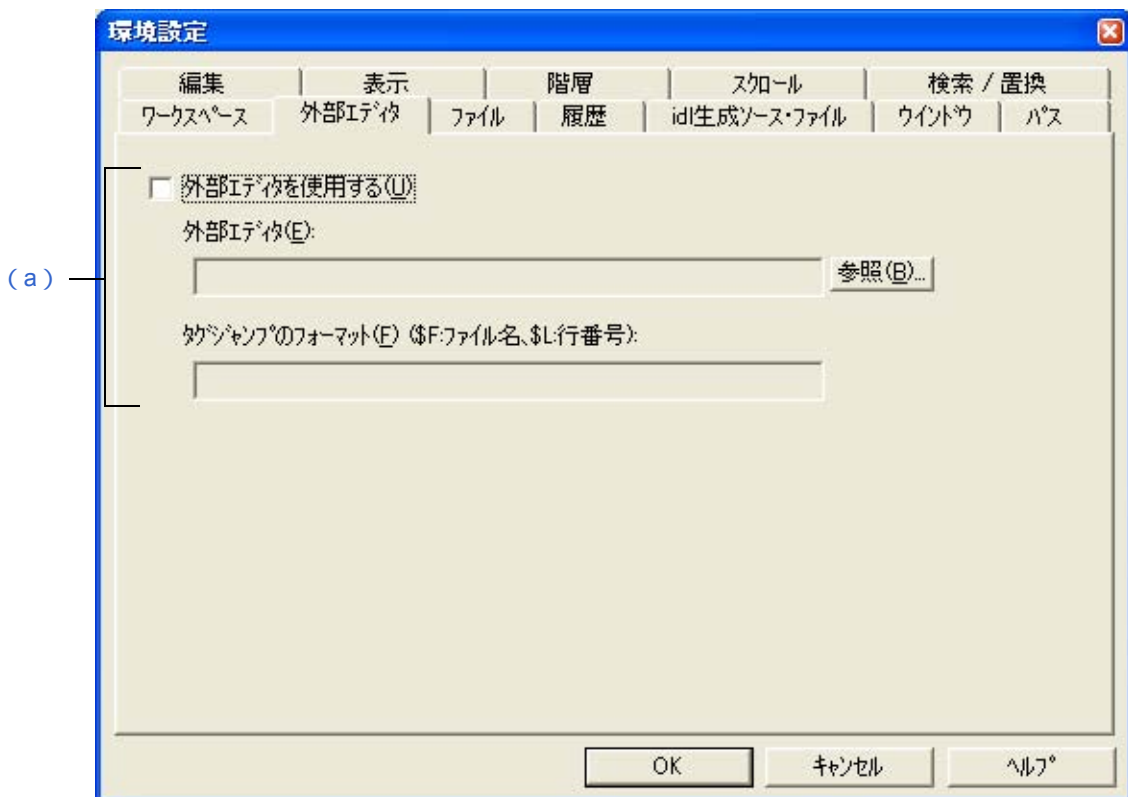 環境設定
編集 表示 階層 スクロール 検索 / 置換
ワークスペース 外部エディタ ファイル 履歴 idl生成ソース・ファイル ウインドウ パス
外部エディタを使用する(U)
外部エディタ(E):
(a)
参照(B)...
タグジャンプのフォーマット(F) ($F:ファイル名、$L:行番号):
OK キャンセル ヘルプ